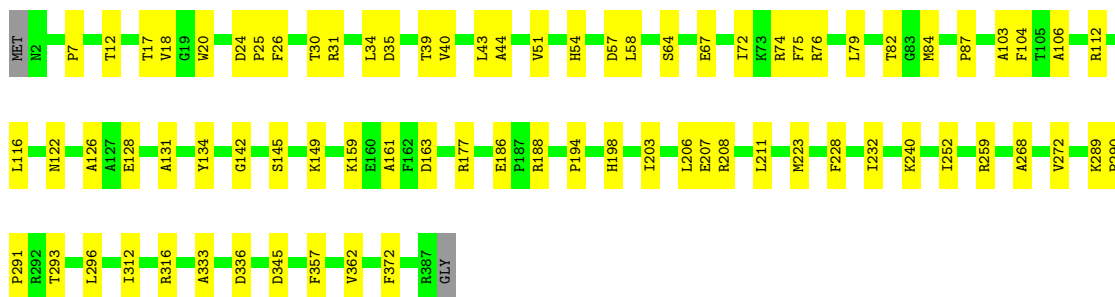 MET N2 P7 T12 T17 V18 G19 W20 D24 P25 F26 T30 R31 L34 D35 T39 V40 L43 A44 V51 H54 D57 L58 S64 E67 I72 K73 R74 F75 R76 L79 T82 G83 M84 P87 A103 F104 T105 A106 R112
L116 N122 A126 A127 E128 A131 Y134 G142 S145 K149 K159 E160 A161 F162 D163 R177 E186 P187 R188 P194 H198 I203 L206 E207 R208 L211 M223 F228 I232 K240 I252 R259 A268 V272 K289
P291 R292 T293 L296 I312 R316 A333 D336 D345 F357 V362 F372 R387 GLY